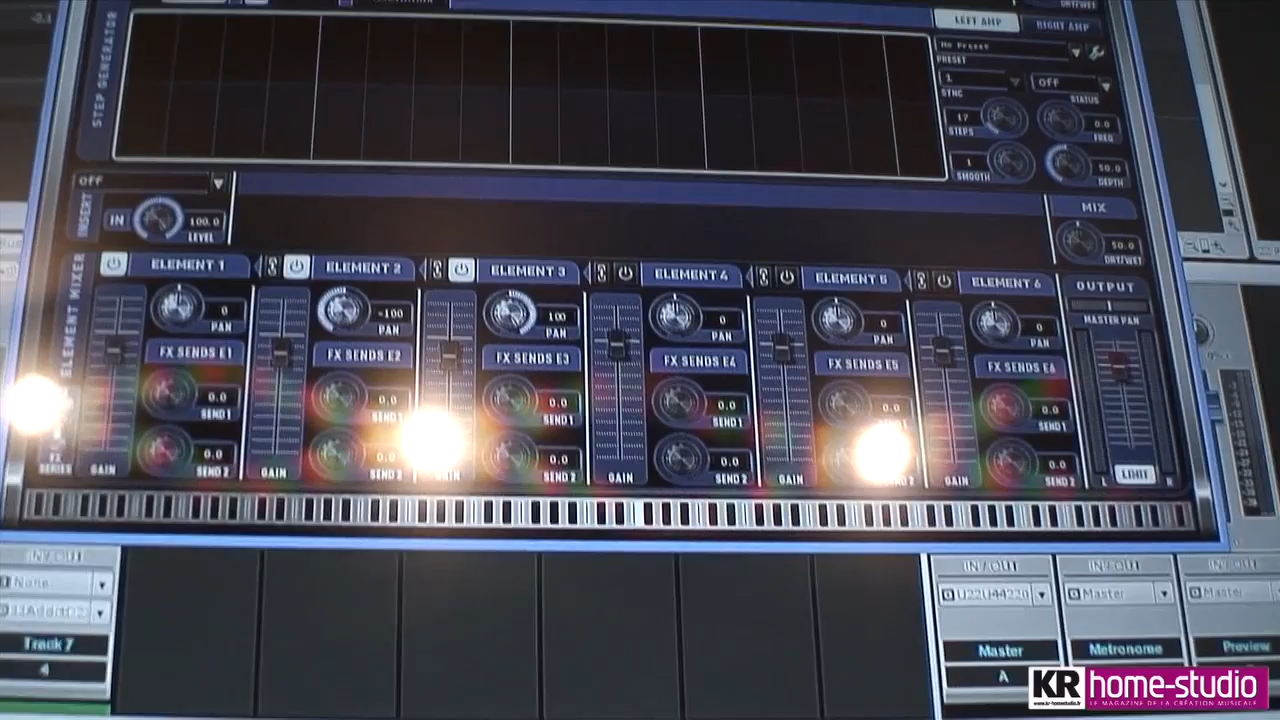 STEP GENERATOR
LEFT AMP
RIGHT AMP
No Preset
PRESET
1
Off
SYNC
STATUS
17
STEPS
0.0
FREQ
1
SMOOTH
50.0
DEPTH
Off
INSERT
IN
100.0
LEVEL
MIX
50.0
DRY/WET
ELEMENT MIXER
ELEMENT 1
ELEMENT 2
ELEMENT 3
ELEMENT 4
ELEMENT 5
ELEMENT 6
OUTPUT
0
PAN
-100
PAN
100
PAN
0
PAN
0
PAN
0
PAN
MASTER PAN
FX SENDS E1
FX SENDS E2
FX SENDS E3
FX SENDS E4
FX SENDS E5
FX SENDS E6
0.0
SEND 1
0.0
SEND 1
0.0
SEND 1
0.0
SEND 1
0.0
SEND 1
0.0
SEND 2
0.0
SEND 2
0.0
SEND 2
0.0
SEND 2
0.0
SEND 2
FX
SERIES
GAIN
GAIN
GAIN
GAIN
GAIN
GAIN
LIMIT
L
R
IN/OUT
None
Track 7
4
IN/OUT
IN/OUT
IN/OUT
Master
Master
Master
Metronome
Preview
A
KR home-studio
www.kr-homestudio.fr
LE MAGAZINE DE LA CRÉATION MUSICALE